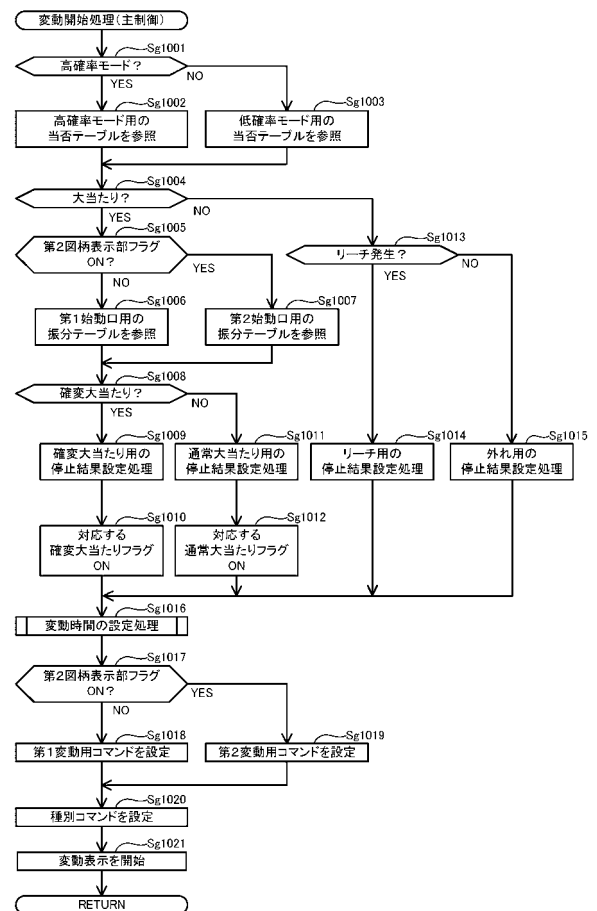 変動開始処理(主制御)
Sg1001
高確率モード?
YES
NO
Sg1002
高確率モード用の
当否テーブルを参照
Sg1003
低確率モード用の
当否テーブルを参照
Sg1004
大当たり?
YES
NO
Sg1005
第2図柄表示部フラグ
ON?
NO
YES
Sg1013
リーチ発生?
YES
NO
Sg1006
第1始動口用の
振分テーブルを参照
Sg1007
第2始動口用の
振分テーブルを参照
Sg1008
確変大当たり?
YES
NO
Sg1009
確変大当たり用の
停止結果設定処理
Sg1011
通常大当たり用の
停止結果設定処理
Sg1014
リーチ用の
停止結果設定処理
Sg1015
外れ用の
停止結果設定処理
Sg1010
対応する
確変大当たりフラグ
ON
Sg1012
対応する
通常大当たりフラグ
ON
Sg1016
変動時間の設定処理
Sg1017
第2図柄表示部フラグ
ON?
NO
YES
Sg1018
第1変動用コマンドを設定
Sg1019
第2変動用コマンドを設定
Sg1020
種別コマンドを設定
Sg1021
変動表示を開始
RETURN